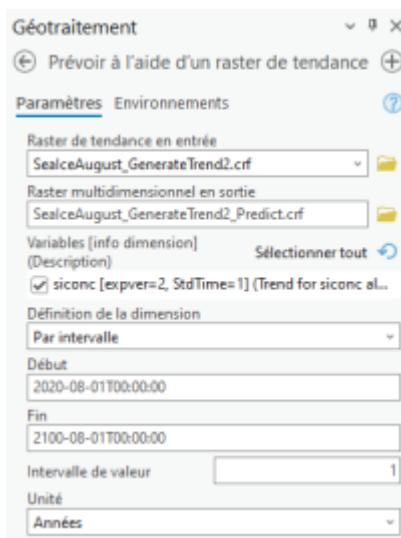 Géotraitement
Prévoir à l'aide d'un raster de tendance
Paramètres Environnements
Raster de tendance en entrée
SeaIceAugust_GenerateTrend2.crf
Raster multidimensionnel en sortie
SeaIceAugust_GenerateTrend2_Predict.crf
Variables [info dimension]
(Description)
Sélectionner tout
siconc [expver=2, StdTime=1] (Trend for siconc al...
Définition de la dimension
Par intervalle
Début
2020-08-01T00:00:00
Fin
2100-08-01T00:00:00
Intervalle de valeur 1
Unité
Années